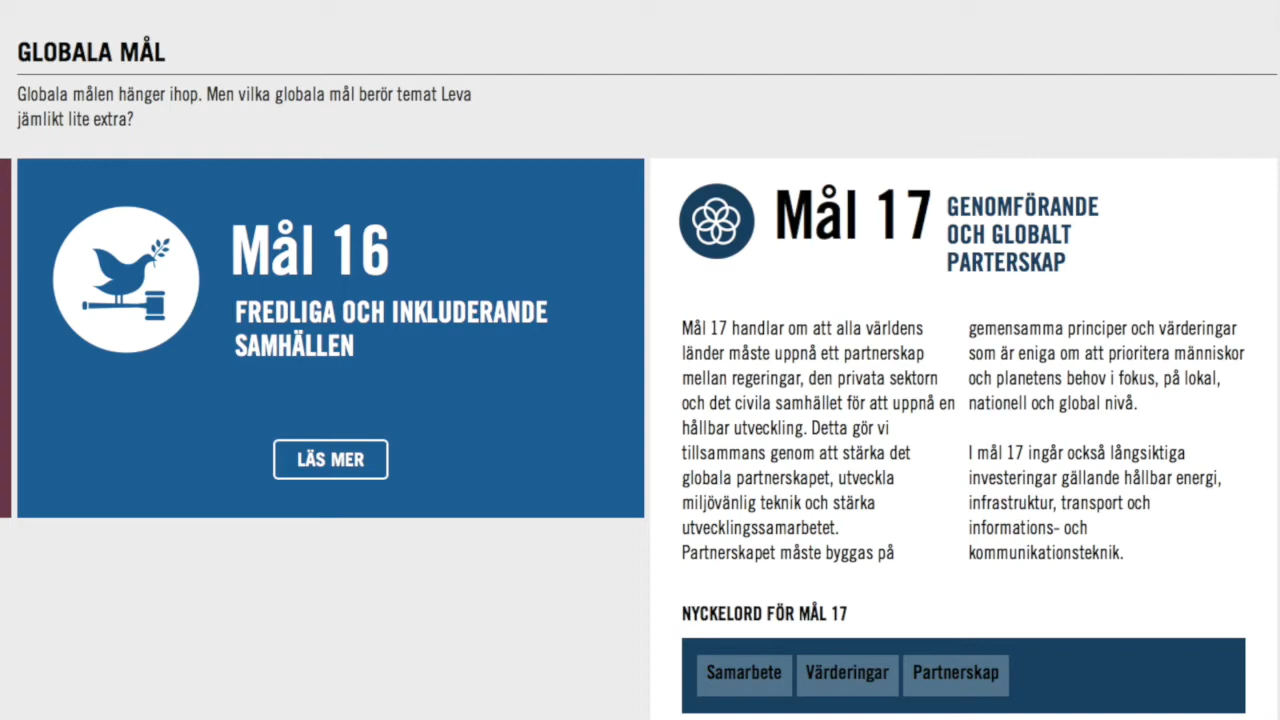 GLOBALA MÅL
Globala målen hänger ihop. Men vilka globala mål berör temat Leva
jämlikt lite extra?
Mål 16
FREDLIGA OCH INKLUDERANDE
SAMHÄLLEN
LÄS MER
Mål 17
GENOMFÖRANDE
OCH GLOBALT
PARTERSKAP
Mål 17 handlar om att alla världens
länder måste uppnå ett partnerskap
mellan regeringar, den privata sektorn
och det civila samhället för att uppnå en
hållbar utveckling. Detta gör vi
tillsammans genom att stärka det
globala partnerskapet, utveckla
miljövänlig teknik och stärka
utvecklingssamarbetet.
Partnerskapet måste byggas på
gemensamma principer och värderingar
som är eniga om att prioritera människor
och planetens behov i fokus, på lokal,
nationell och global nivå.
I mål 17 ingår också långsiktiga
investeringar gällande hållbar energi,
infrastruktur, transport och
informations- och
kommunikationsteknik.
NYCKELORD FÖR MÅL 17
Samarbete Värderingar Partnerskap